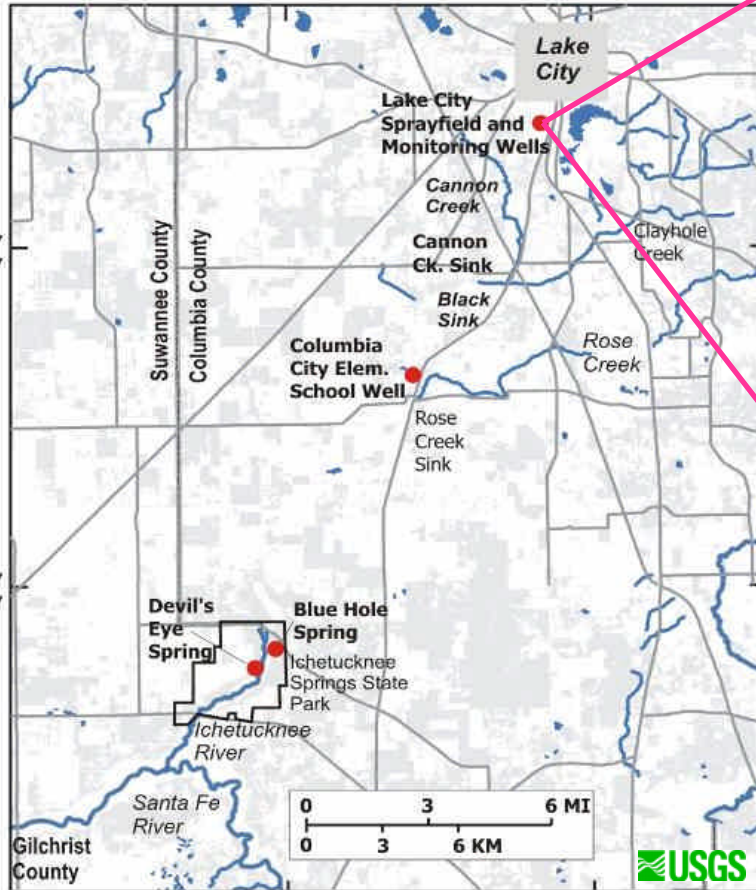 Lake
City
Lake City
Sprayfield and
Monitoring Wells
Cannon
Creek
Clayhole
Creek
Cannon
Ck. Sink
Suwannee County
Columbia County
Black
Sink
Rose
Creek
Columbia
City Elem.
School Well
Rose
Creek
Sink
Devil's
Eye
Spring
Blue Hole
Spring
Ichetucknee
Springs State
Park
Ichetucknee
River
Santa Fe
River
0 3 6 MI
0 3 6 KM
Gilchrist
County
USGS